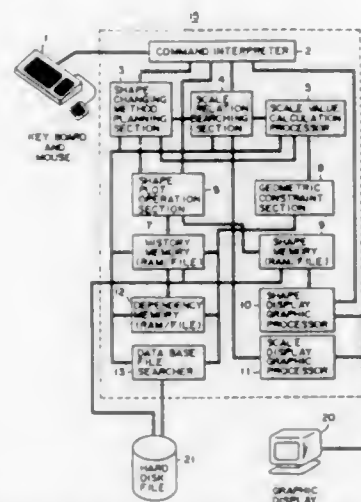 1
COMMAND INTERPRETER
2
KEY BOARD
AND
MOUSE
3
SHAPE
CHANGING
METHOD
PLANNING
SECTION
4
SCALE
RELATION
SEARCHING
SECTION
5
SCALE VALUE
CALCULATION
PROCESSOR
SHAPE
PLOT
OPERATION
SECTION
6
GEOMETRIC
CONSTRAINT
SECTION
8
7
HISTORY
MEMORY
(RAM/FILE)
9
SHAPE
MEMORY
(RAM/FILE)
12
DEPENDENCY
MEMORY
(RAM/FILE)
10
SHAPE
DISPLAY
GRAPHIC
PROCESSOR
13
DATA BASE
FILE
SEARCHER
11
SCALE
DISPLAY
GRAPHIC
PROCESSOR
HARD
DISK
FILE
21
20
GRAPHIC
DISPLAY